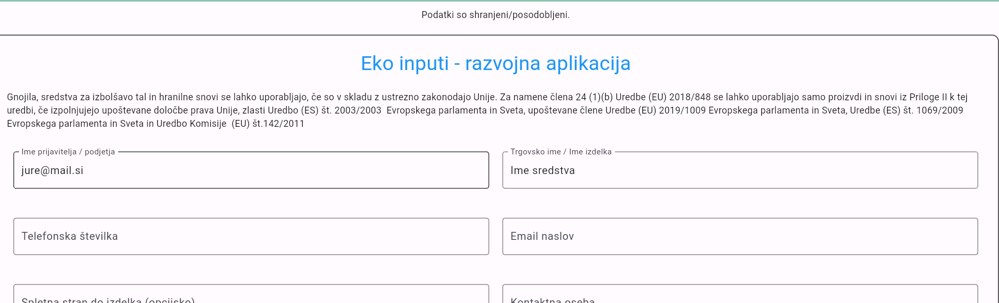 Podatki so shranjeni/posodobljeni.
Eko inputi - razvojna aplikacija
Gnojila, sredstva za izbolšavo tal in hranilne snovi se lahko uporabljajo, če so v skladu z ustrezno zakonodajo Unije. Za namene člena 24 (1)(b) Uredbe (EU) 2018/848 se lahko uporabljajo samo proizvdi in snovi iz Priloge II k tej
uredbi, če izpolnjujejo upoštevane določbe prava Unije, zlasti Uredbo (ES) št. 2003/2003  Evropskega parlamenta in Sveta, upoštevane člene Uredbe (EU) 2019/1009 Evropskega parlamenta in Sveta, Uredbe (ES) št. 1069/2009
Evropskega parlamenta in Sveta in Uredbo Komisije  (EU) št.142/2011
Ime prijavitelja / podjetja
jure@mail.si
Trgovsko ime / Ime izdelka
Ime sredstva
Telefonska številka
Email naslov
Spletna stran do izdelka (opcijsko)
Kontaktna oseba